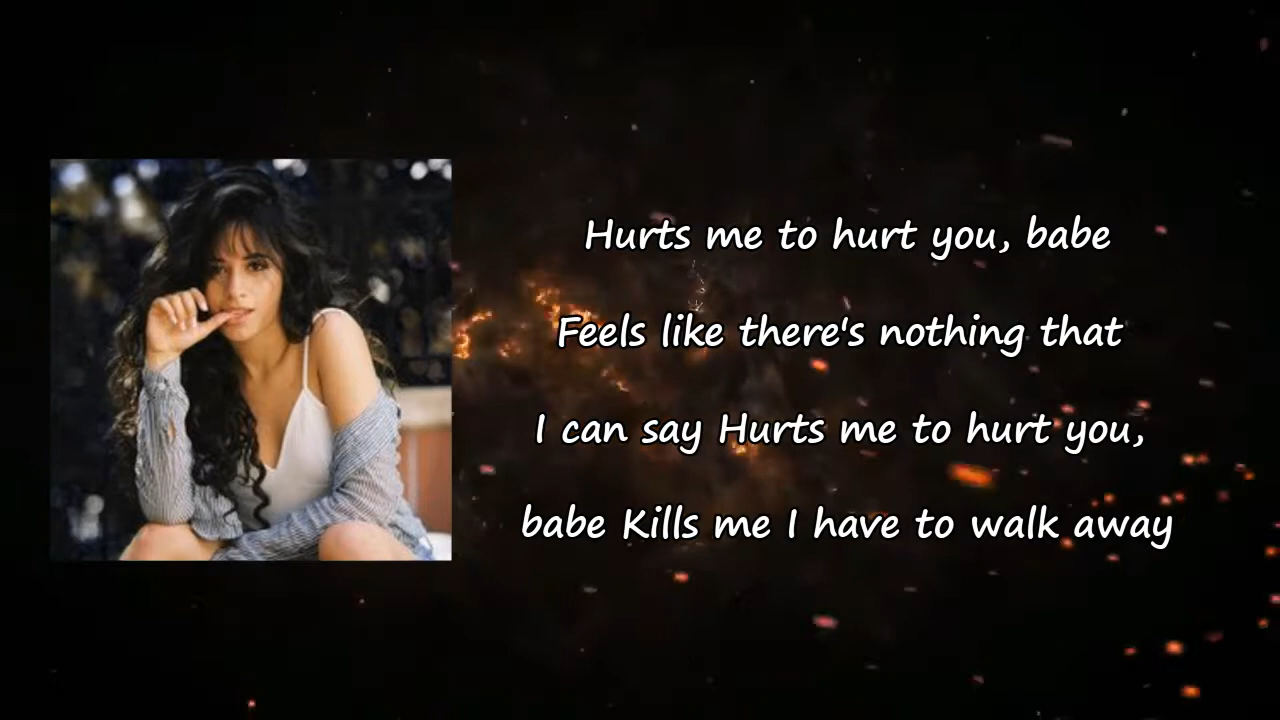 Hurts me to hurt you, babe
Feels like there's nothing that
I can say Hurts me to hurt you,
babe Kills me I have to walk away